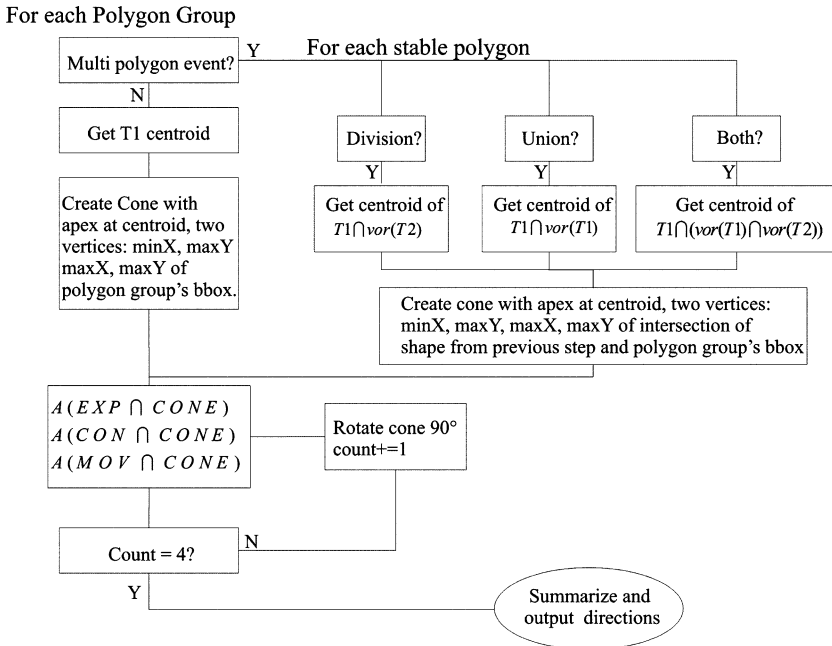 For each Polygon Group
Multi polygon event?
Y
For each stable polygon
N
Get T1 centroid
Division?
Union?
Both?
Y
Y
Y
Create Cone with
apex at centroid, two
vertices: minX, maxY
maxX, maxY of
polygon group's bbox.
Get centroid of
T1⋂vor(T2)
Get centroid of
T1⋂vor(T1)
Get centroid of
T1⋂(vor(T1)⋂vor(T2))
Create cone with apex at centroid, two vertices:
minX, maxY, maxX, maxY of intersection of
shape from previous step and polygon group's bbox
A(EXP ⋂ CONE)
A(CON ⋂ CONE)
A(MOV ⋂ CONE)
Rotate cone 90°
count+=1
Count = 4?
N
Y
Summarize and
output directions